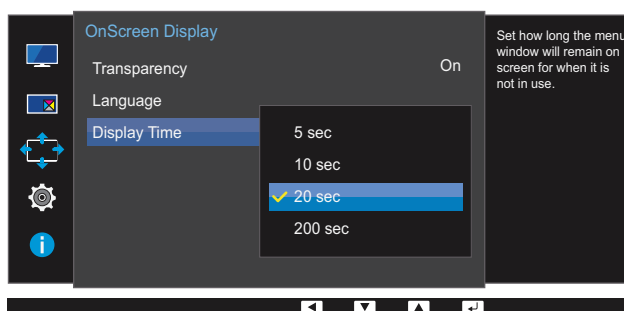 OnScreen Display
Transparency On
Language
Display Time
5 sec
10 sec
20 sec
200 sec
Set how long the menu
window will remain on
screen for when it is
not in use.